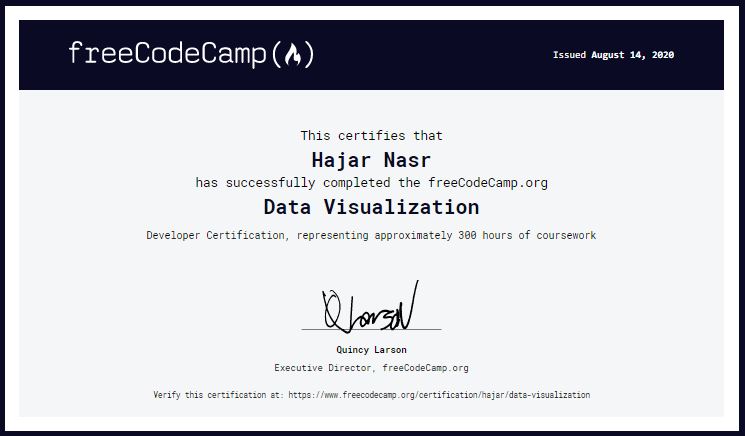 freeCodeCamp(🔥)
Issued August 14, 2020
This certifies that
Hajar Nasr
has successfully completed the freeCodeCamp.org
Data Visualization
Developer Certification, representing approximately 300 hours of coursework
Q Larson
Quincy Larson
Executive Director, freeCodeCamp.org
Verify this certification at: https://www.freecodecamp.org/certification/hajar/data-visualization